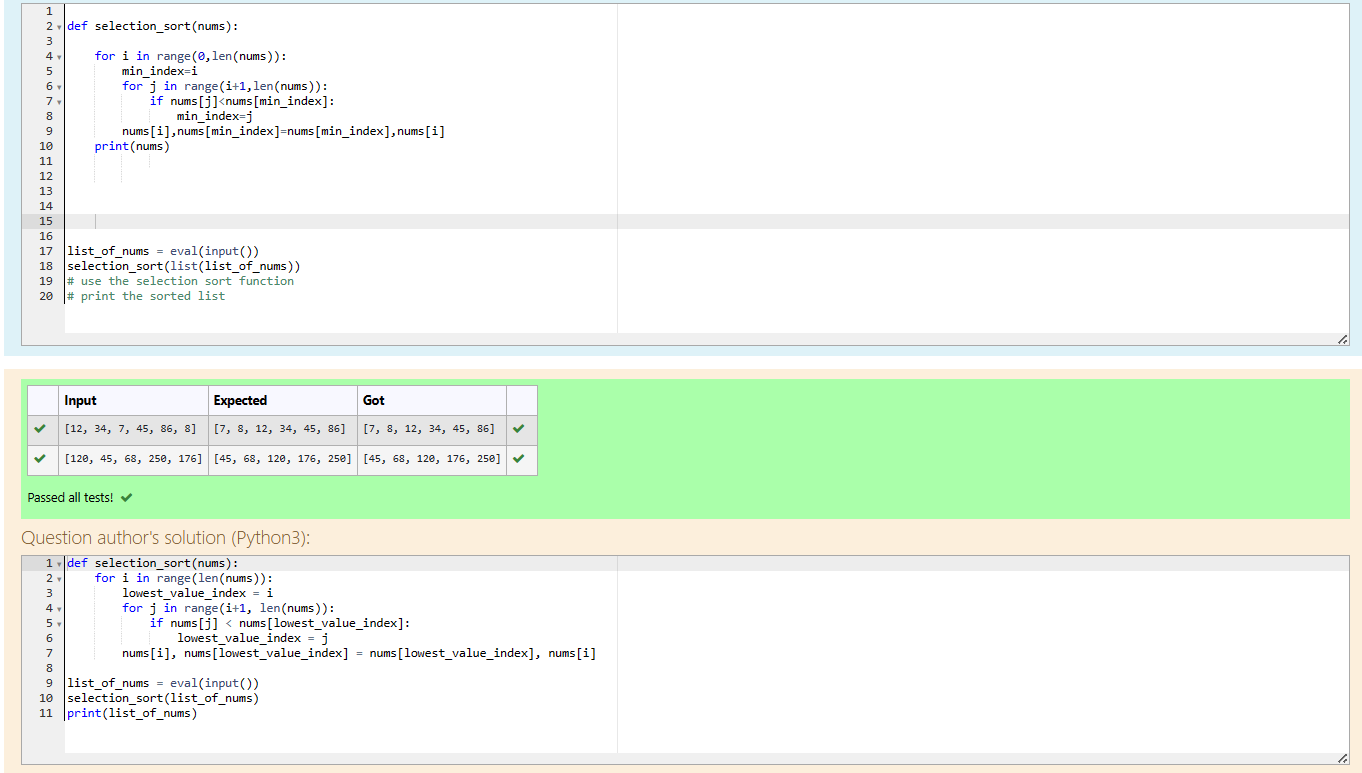 1
2 def selection_sort(nums):
3
4     for i in range(0,len(nums)):
5         min_index=i
6         for j in range(i+1,len(nums)):
7             if nums[j]<nums[min_index]:
8                 min_index=j
9         nums[i],nums[min_index]=nums[min_index],nums[i]
10     print(nums)
11
12
13
14
15
16
17 list_of_nums = eval(input())
18 selection_sort(list(list_of_nums))
19 # use the selection sort function
20 # print the sorted list
Input Expected Got
[12, 34, 7, 45, 86, 8] [7, 8, 12, 34, 45, 86] [7, 8, 12, 34, 45, 86]
[120, 45, 68, 250, 176] [45, 68, 120, 176, 250] [45, 68, 120, 176, 250]
Passed all tests!
Question author's solution (Python3):
1 def selection_sort(nums):
2     for i in range(len(nums)):
3         lowest_value_index = i
4         for j in range(i+1, len(nums)):
5             if nums[j] < nums[lowest_value_index]:
6                 lowest_value_index = j
7         nums[i], nums[lowest_value_index] = nums[lowest_value_index], nums[i]
8
9 list_of_nums = eval(input())
10 selection_sort(list_of_nums)
11 print(list_of_nums)